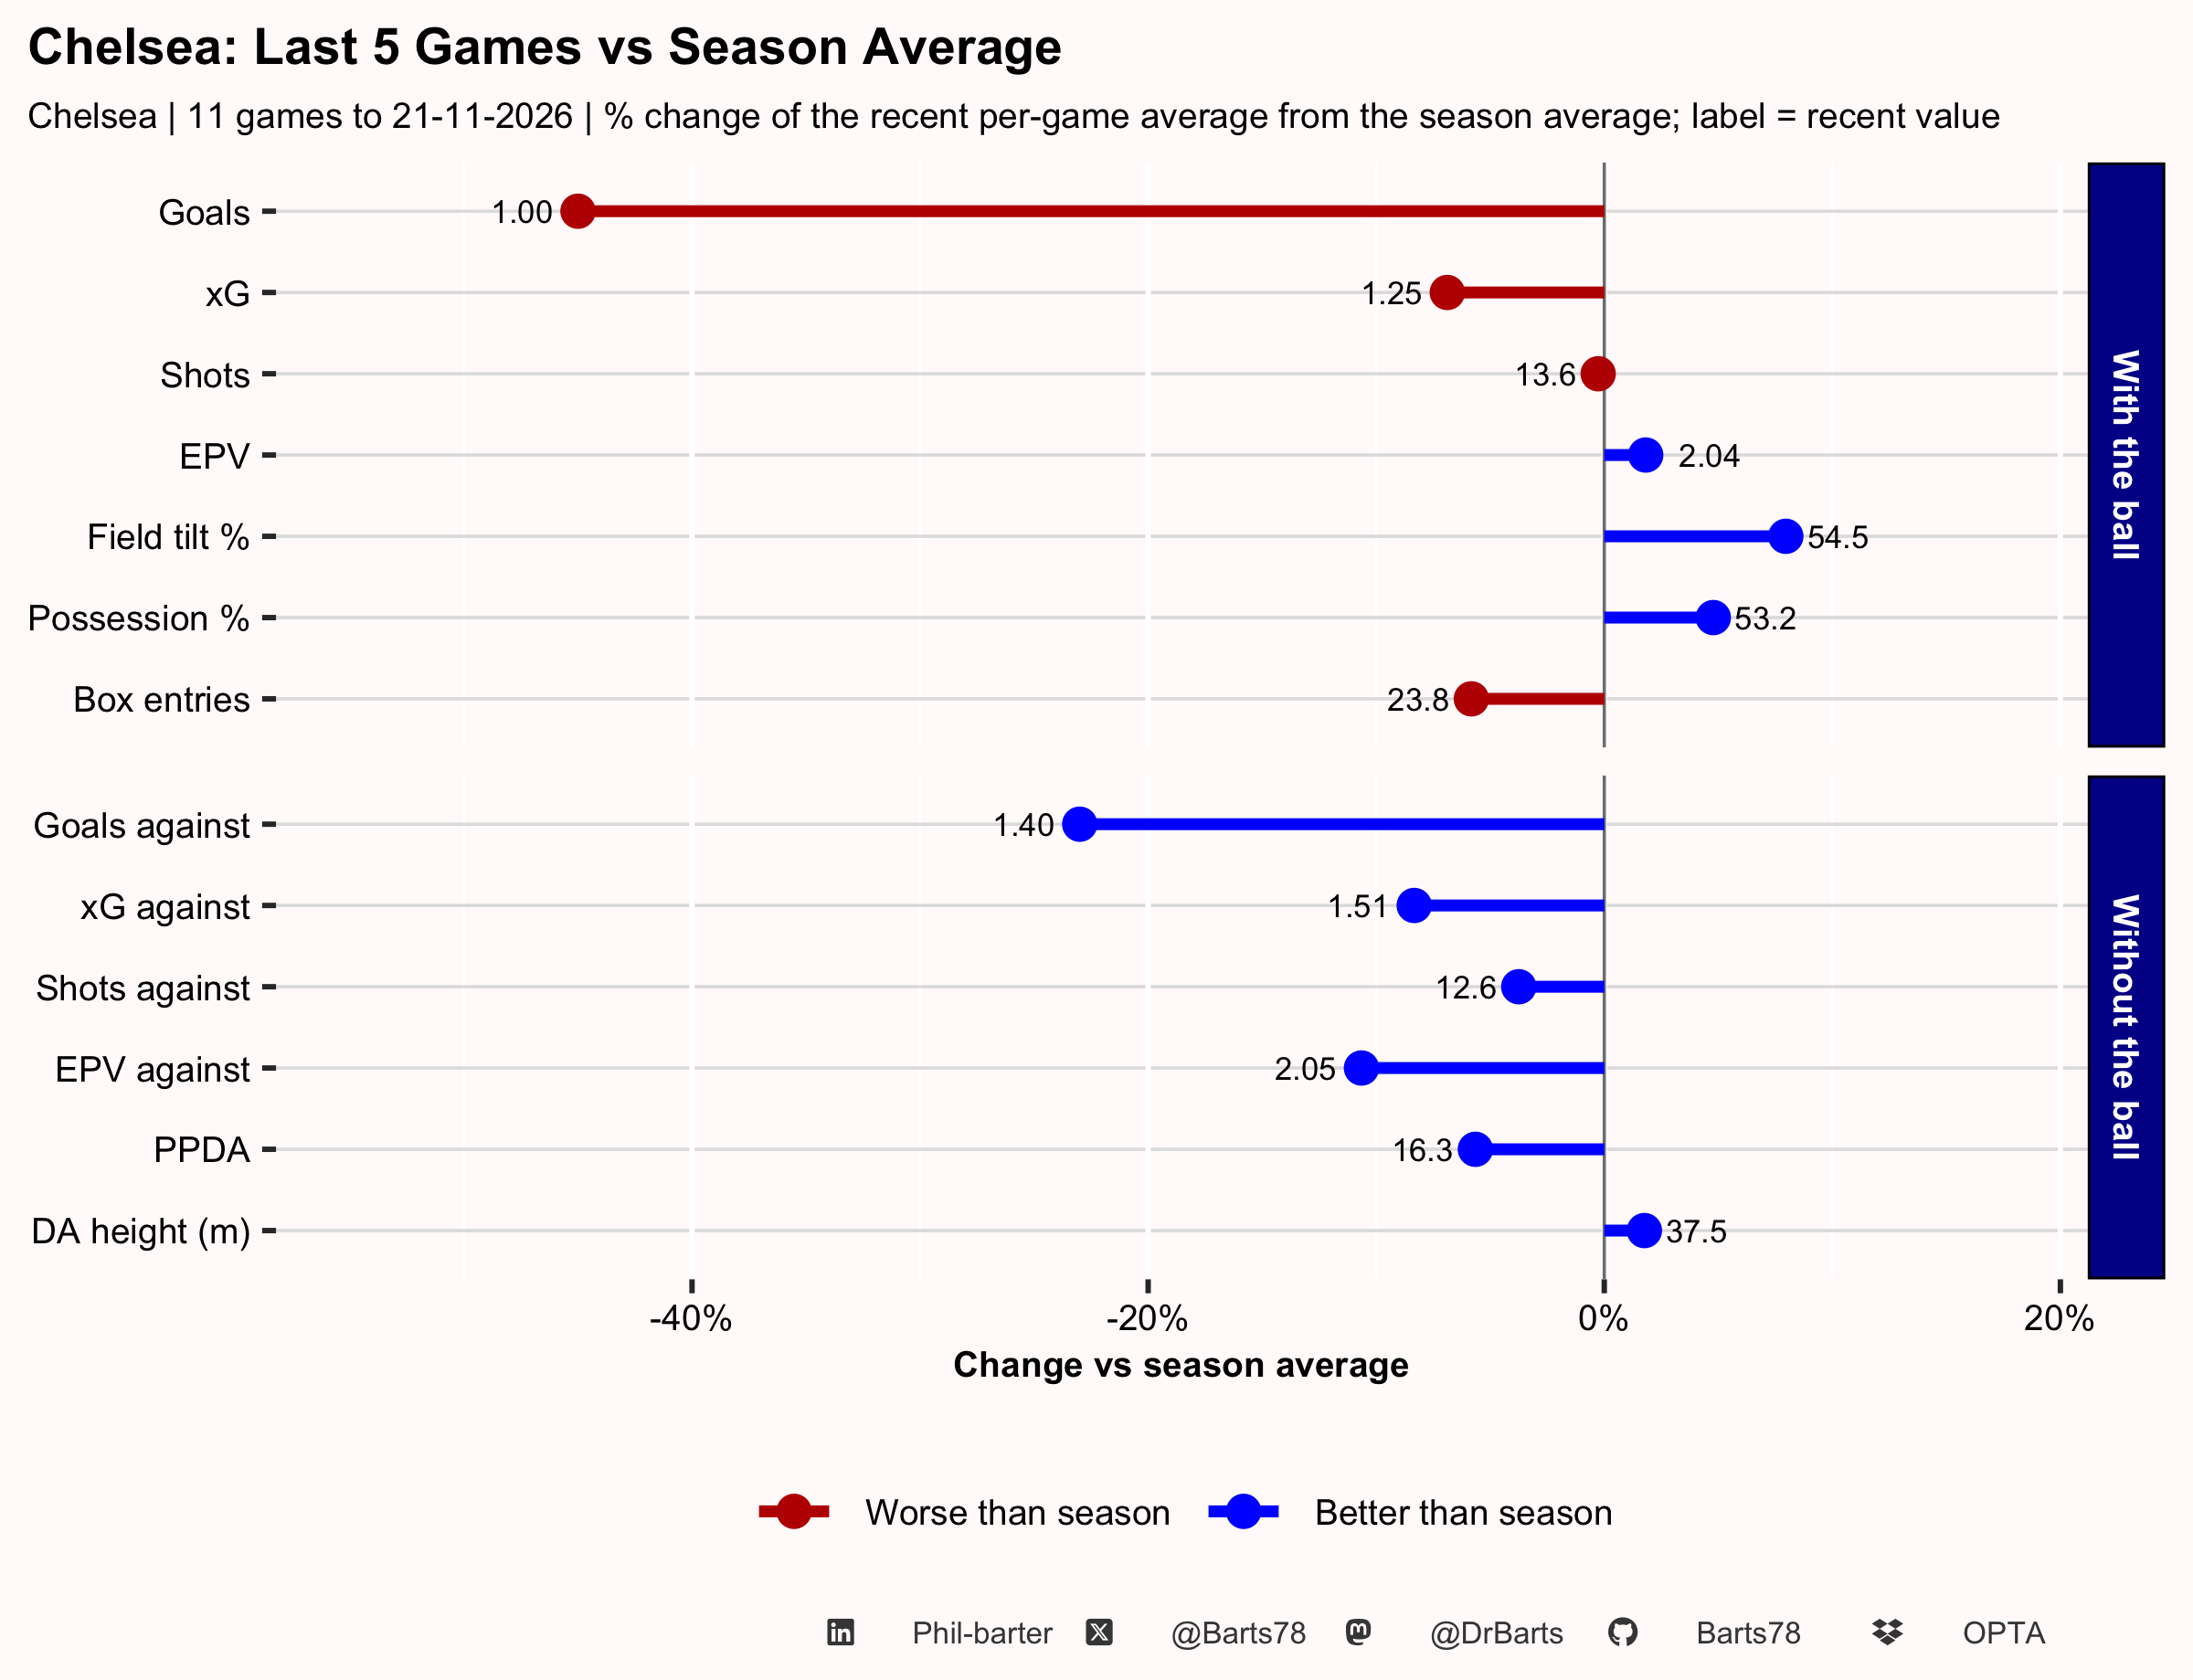 Chelsea: Last 5 Games vs Season Average
Chelsea | 11 games to 21-11-2026 | % change of the recent per-game average from the season average; label = recent value
Goals 1.00
xG 1.25
Shots 13.6
EPV 2.04
Field tilt % 54.5
Possession % 53.2
Box entries 23.8
With the ball
Goals against 1.40
xG against 1.51
Shots against 12.6
EPV against 2.05
PPDA 16.3
DA height (m) 37.5
Without the ball
-40% -20% 0% 20%
Change vs season average
Worse than season Better than season
Phil-barter @Barts78 @DrBarts Barts78 OPTA